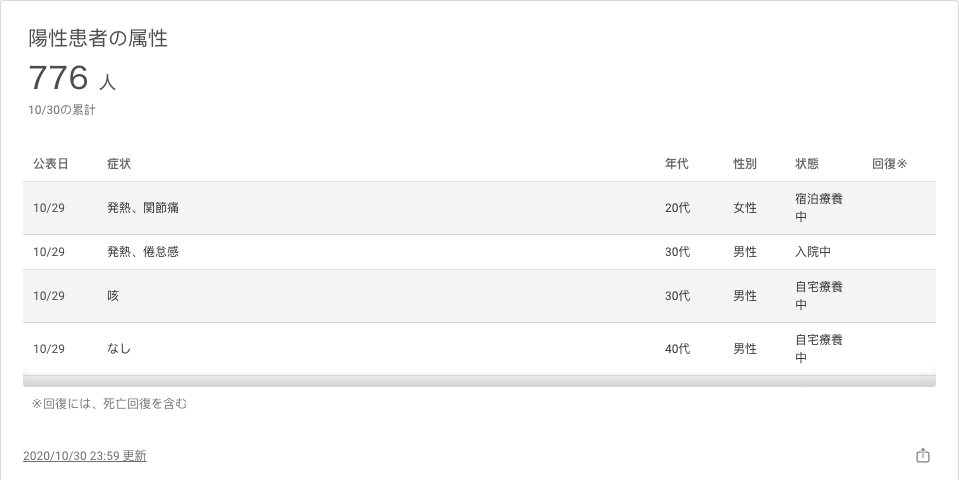 陽性患者の属性
776 人
10/30の累計
公表日 症状 年代 性別 状態 回復※
10/29 発熱、関節痛 20代 女性 宿泊療養
中
10/29 発熱、倦怠感 30代 男性 入院中
10/29 咳 30代 男性 自宅療養
中
10/29 なし 40代 男性 自宅療養
中
※回復には、死亡回復を含む
2020/10/30 23:59 更新